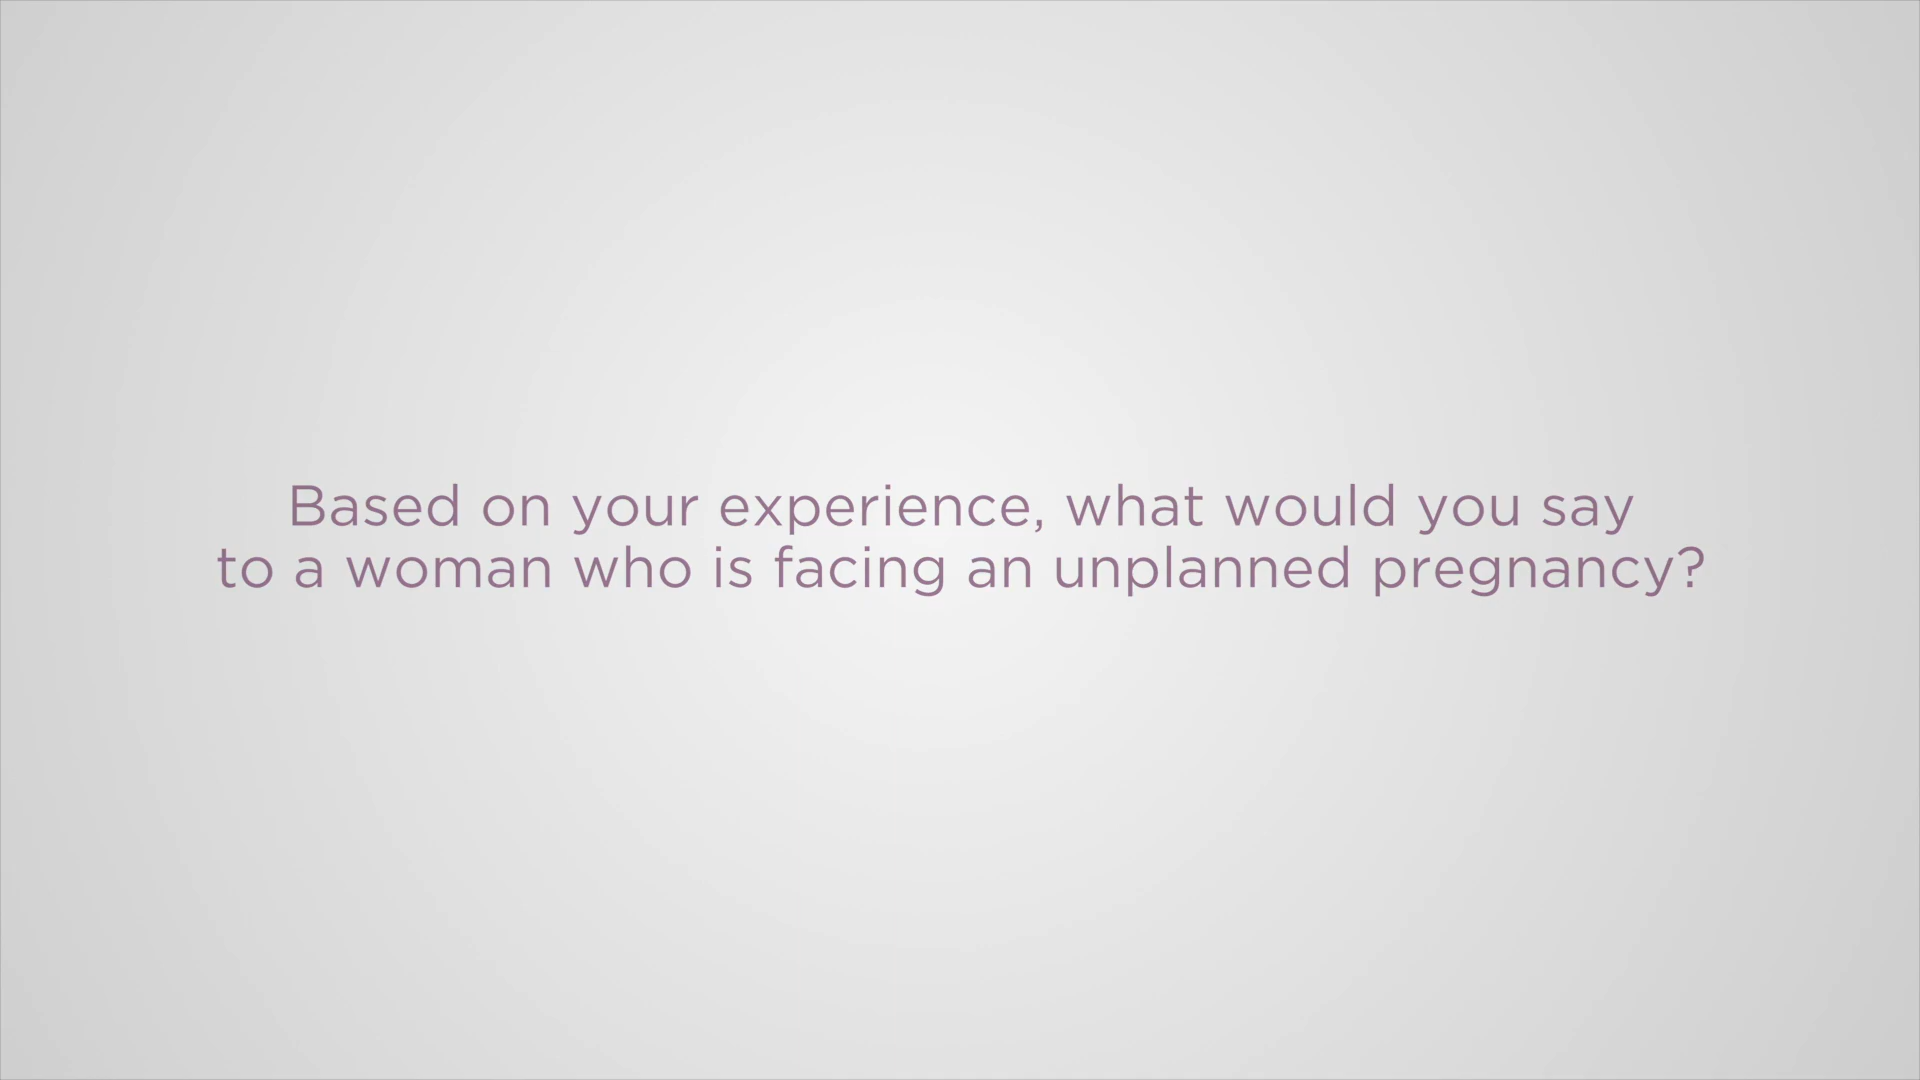 Based on your experience, what would you say
to a woman who is facing an unplanned pregnancy?